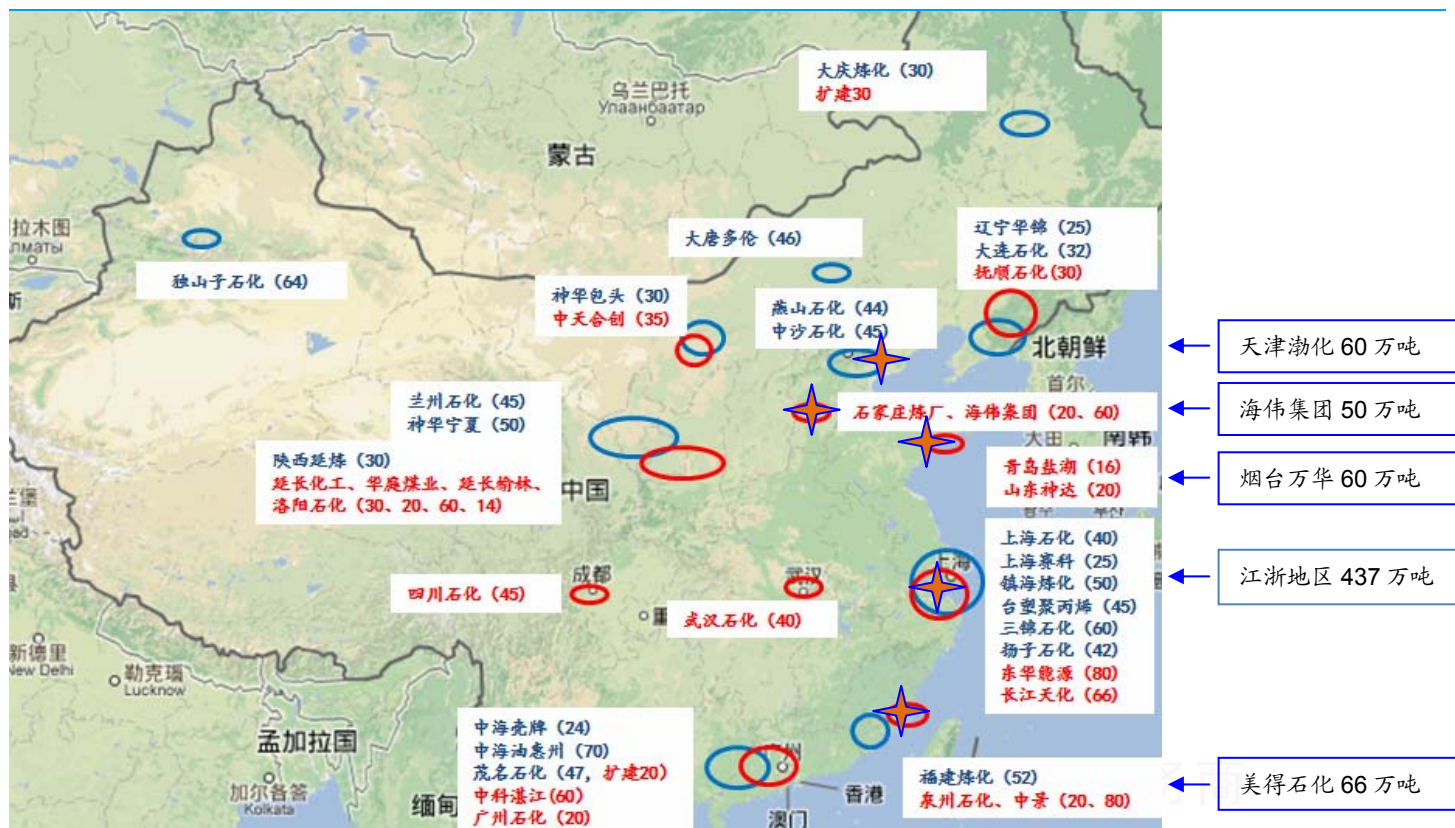 大庆炼化（30）
扩建30
乌兰巴托
Улаанбаатар
蒙古
拉木图
лматы
独山子石化（64）
大唐多伦（46）
辽宁华锦（25）
大连石化（32）
抚顺石化(30)
神华包头（30）
中天合创（35）
燕山石化（44）
中沙石化（45）
北朝鲜
首尔
天津渤化 60 万吨
兰州石化（45）
神华宁夏（50）
石家庄炼厂、海伟集团（20、60）
大田
南韩
海伟集团 50 万吨
陕西延炼（30）
延长化工、华庭煤业、延长榆林、
洛阳石化（30、20、60、14）
中国
青岛盐湖（16）
山东神达（20）
烟台万华 60 万吨
上海石化（40）
上海赛科（25）
镇海炼化（50）
台塑聚丙烯（45）
三锦石化（60）
扬子石化（42）
东华能源（80）
长江天化（66）
上海
江浙地区 437 万吨
成都
四川石化（45）
武汉
武汉石化（40）
重
新德里
New Delhi
勒克瑙
Lucknow
孟加拉国
加尔各答
Kolkata
缅甸
中海壳牌（24）
中海油惠州（70）
茂名石化（47，扩建20）
中科湛江(60)
广州石化（20）
州
香港
澳门
福建炼化（52）
泉州石化、中景（20、80）
美得石化 66 万吨